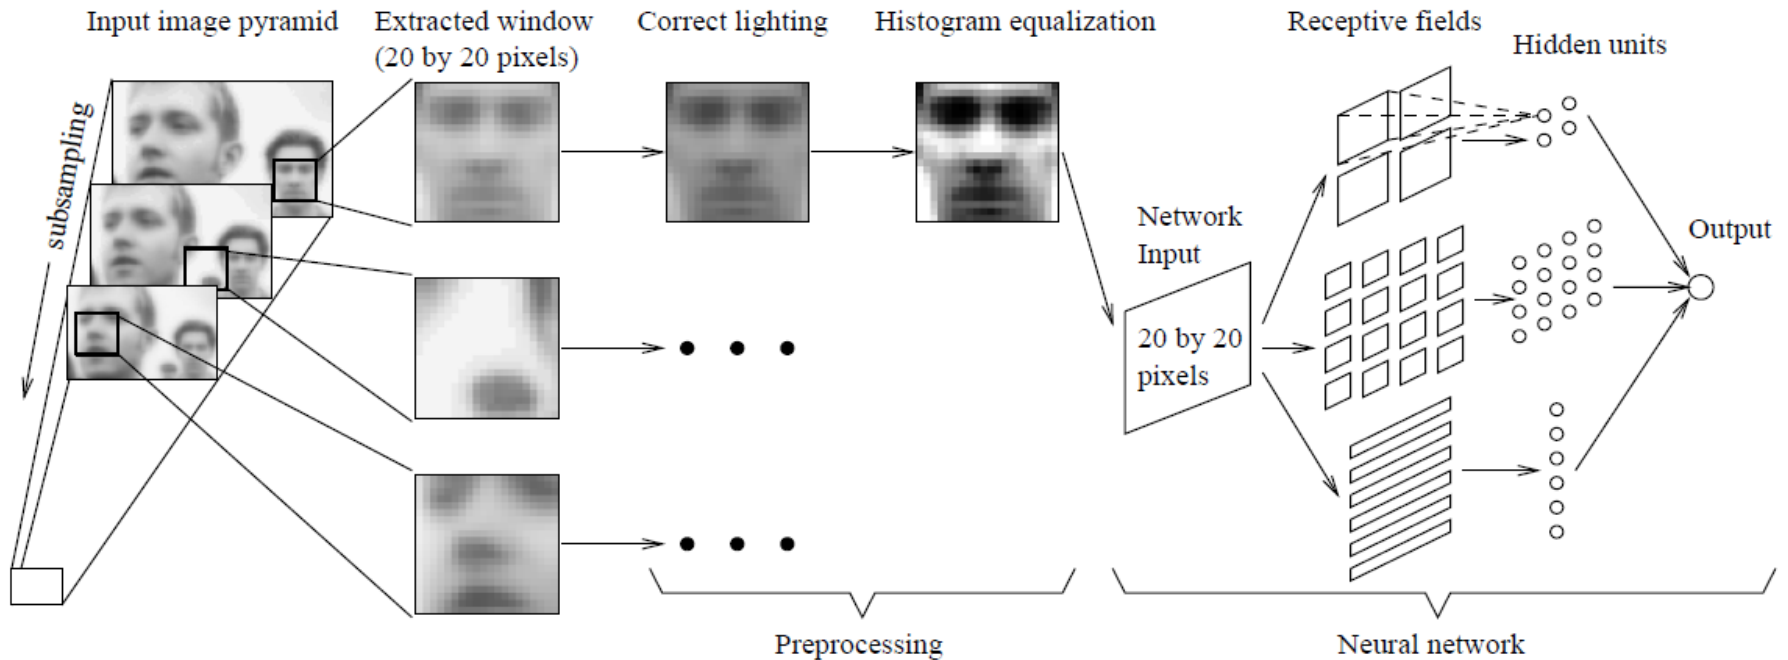 Input image pyramid
Extracted window
(20 by 20 pixels)
Correct lighting
Histogram equalization
Receptive fields
Hidden units
subsampling
Network
Input
20 by 20
pixels
Output
Preprocessing
Neural network